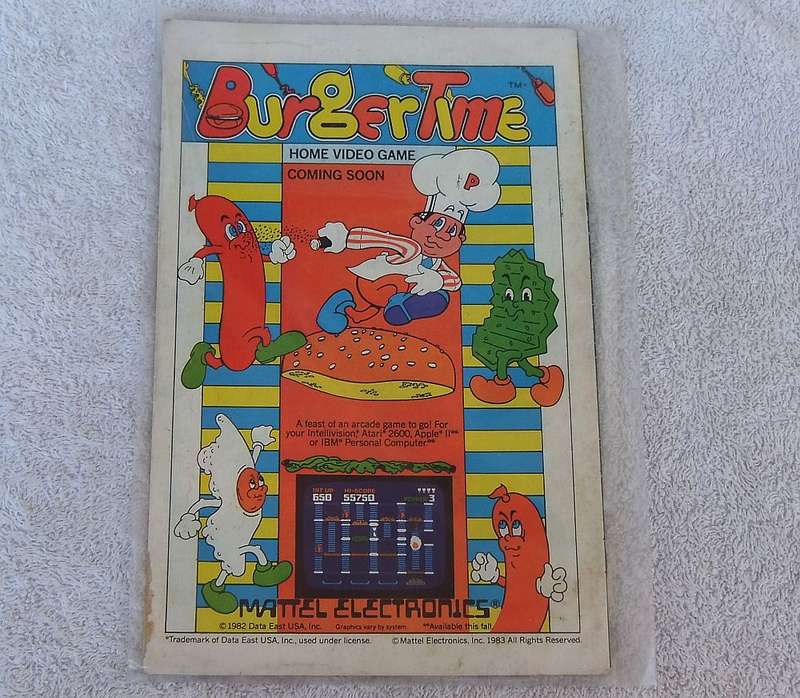 BurgerTime™*
HOME VIDEO GAME
COMING SOON
P
A feast of an arcade game to go! For
your Intellivision,® Atari® 2600, Apple® II**
or IBM® Personal Computer.**
1ST UP HI-SCORE
650 55750 PEPPER 3
MATTEL ELECTRONICS®
©1982 Data East USA, Inc. Graphics vary by system. **Available this fall.
*Trademark of Data East USA, Inc., used under license. ©Mattel Electronics, Inc. 1983 All Rights Reserved.